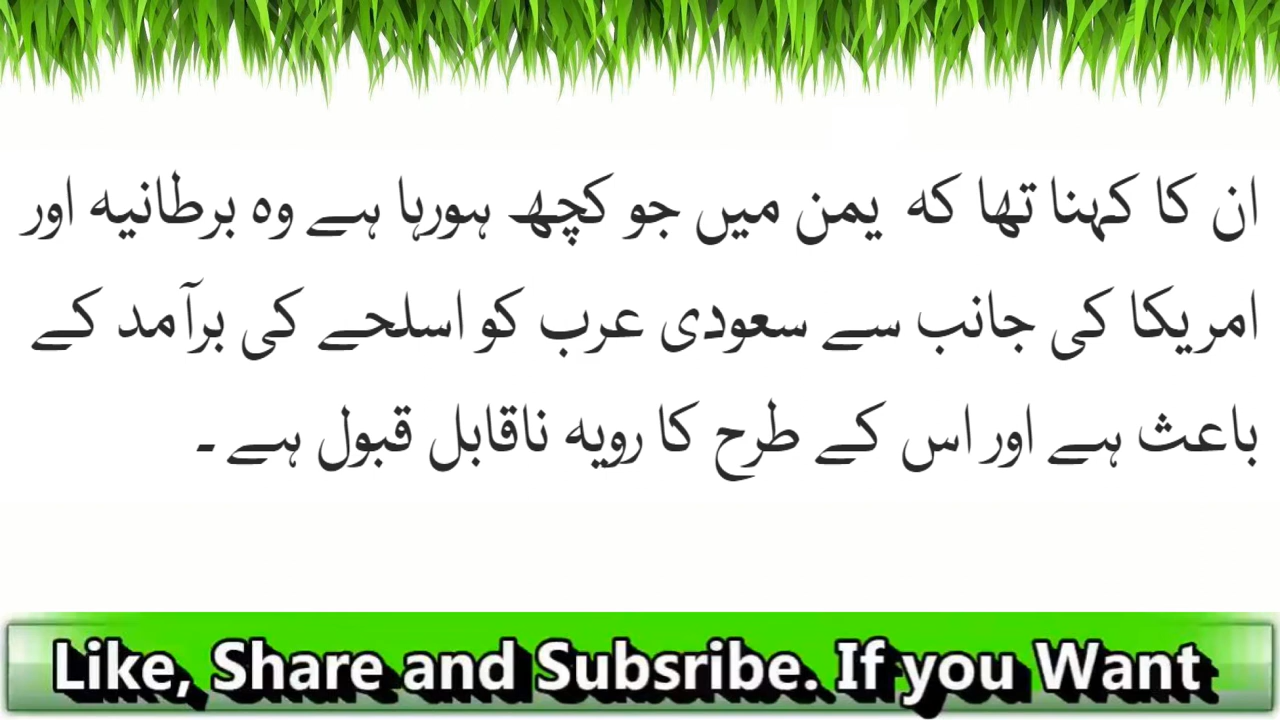 ان کا کہنا تھا کہ یمن میں جو کچھ ہورہا ہے وہ برطانیہ اور
امریکا کی جانب سے سعودی عرب کو اسلحے کی برآمد کے
باعث ہے اور اس کے طرح کا رویہ ناقابل قبول ہے ۔
Like, Share and Subsribe. If you Want